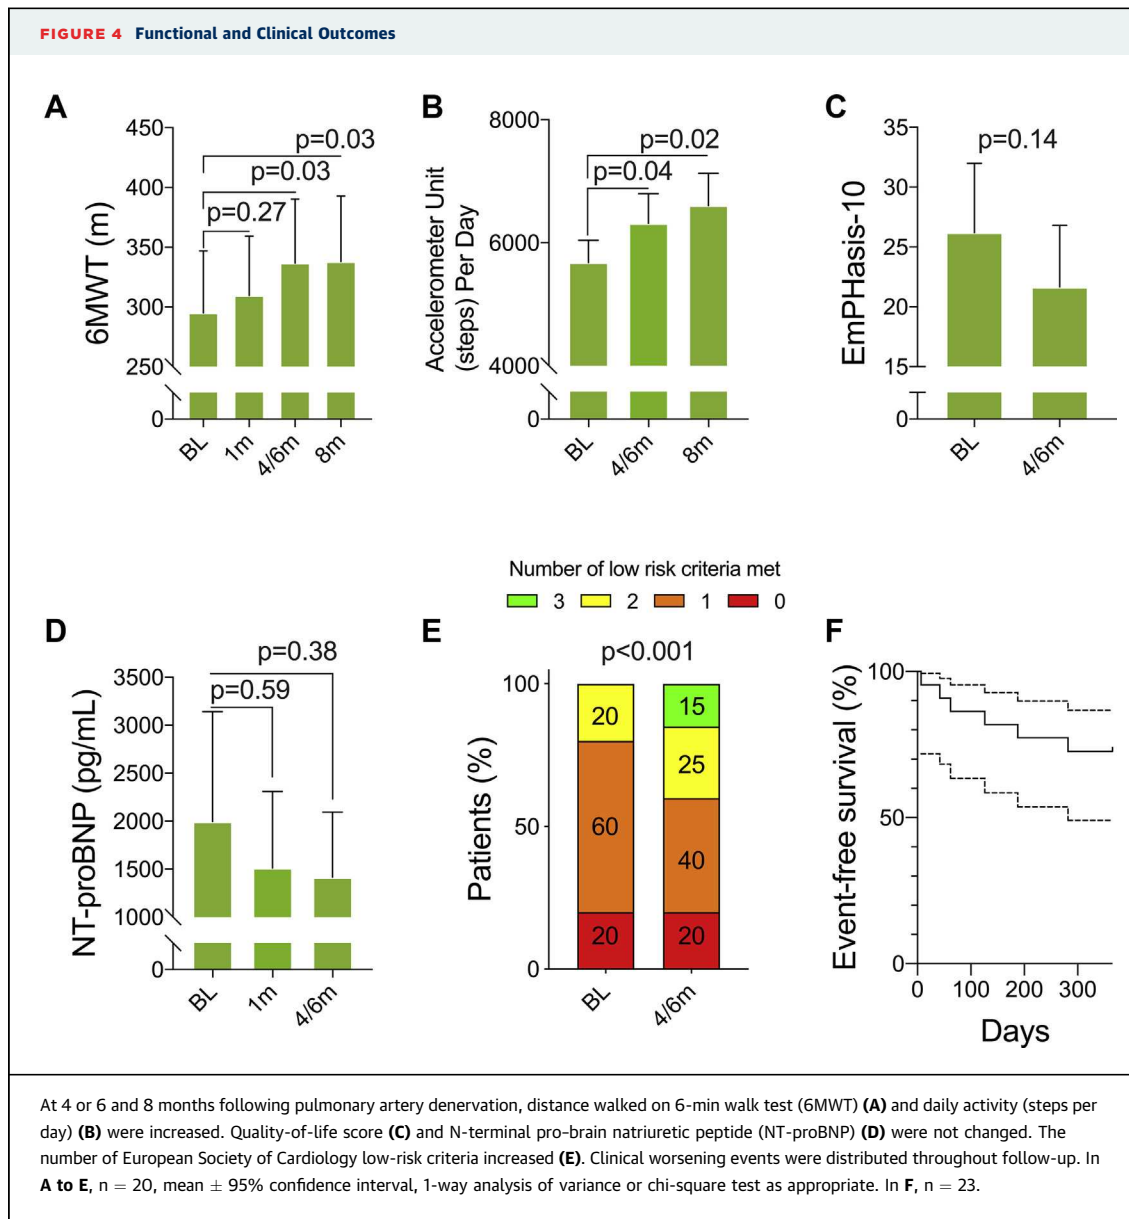 FIGURE 4 Functional and Clinical Outcomes
A
6MWT (m)
450
400
350
300
250
0
p=0.03
p=0.03
p=0.27
BL
1m
4/6m
8m
B
Accelerometer Unit
(steps) Per Day
8000
6000
4000
0
p=0.02
p=0.04
BL
4/6m
8m
C
EmPHasis-10
35
30
25
20
15
0
p=0.14
BL
4/6m
D
NT-proBNP (pg/mL)
3500
3000
2500
2000
1500
1000
0
p=0.38
p=0.59
BL
1m
4/6m
Number of low risk criteria met
3 2 1 0
E
p<0.001
Patients (%)
100
50
0
20
60
20
15
25
40
20
BL
4/6m
F
Event-free survival (%)
100
50
0
0 100 200 300
Days
At 4 or 6 and 8 months following pulmonary artery denervation, distance walked on 6-min walk test (6MWT) (A) and daily activity (steps per
day) (B) were increased. Quality-of-life score (C) and N-terminal pro–brain natriuretic peptide (NT-proBNP) (D) were not changed. The
number of European Society of Cardiology low-risk criteria increased (E). Clinical worsening events were distributed throughout follow-up. In
A to E, n = 20, mean ± 95% confidence interval, 1-way analysis of variance or chi-square test as appropriate. In F, n = 23.